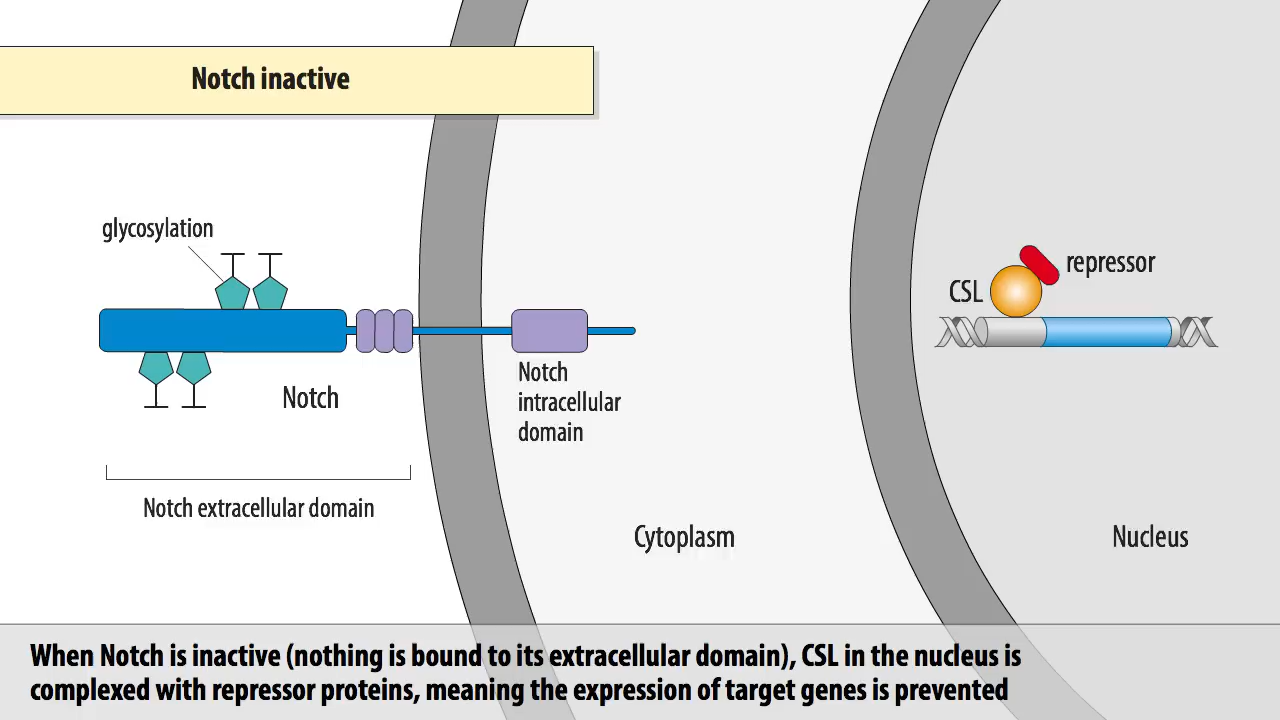 Notch inactive
glycosylation
repressor
CSL
Notch
Notch
intracellular
domain
Notch extracellular domain
Cytoplasm
Nucleus
When Notch is inactive (nothing is bound to its extracellular domain), CSL in the nucleus is
complexed with repressor proteins, meaning the expression of target genes is prevented